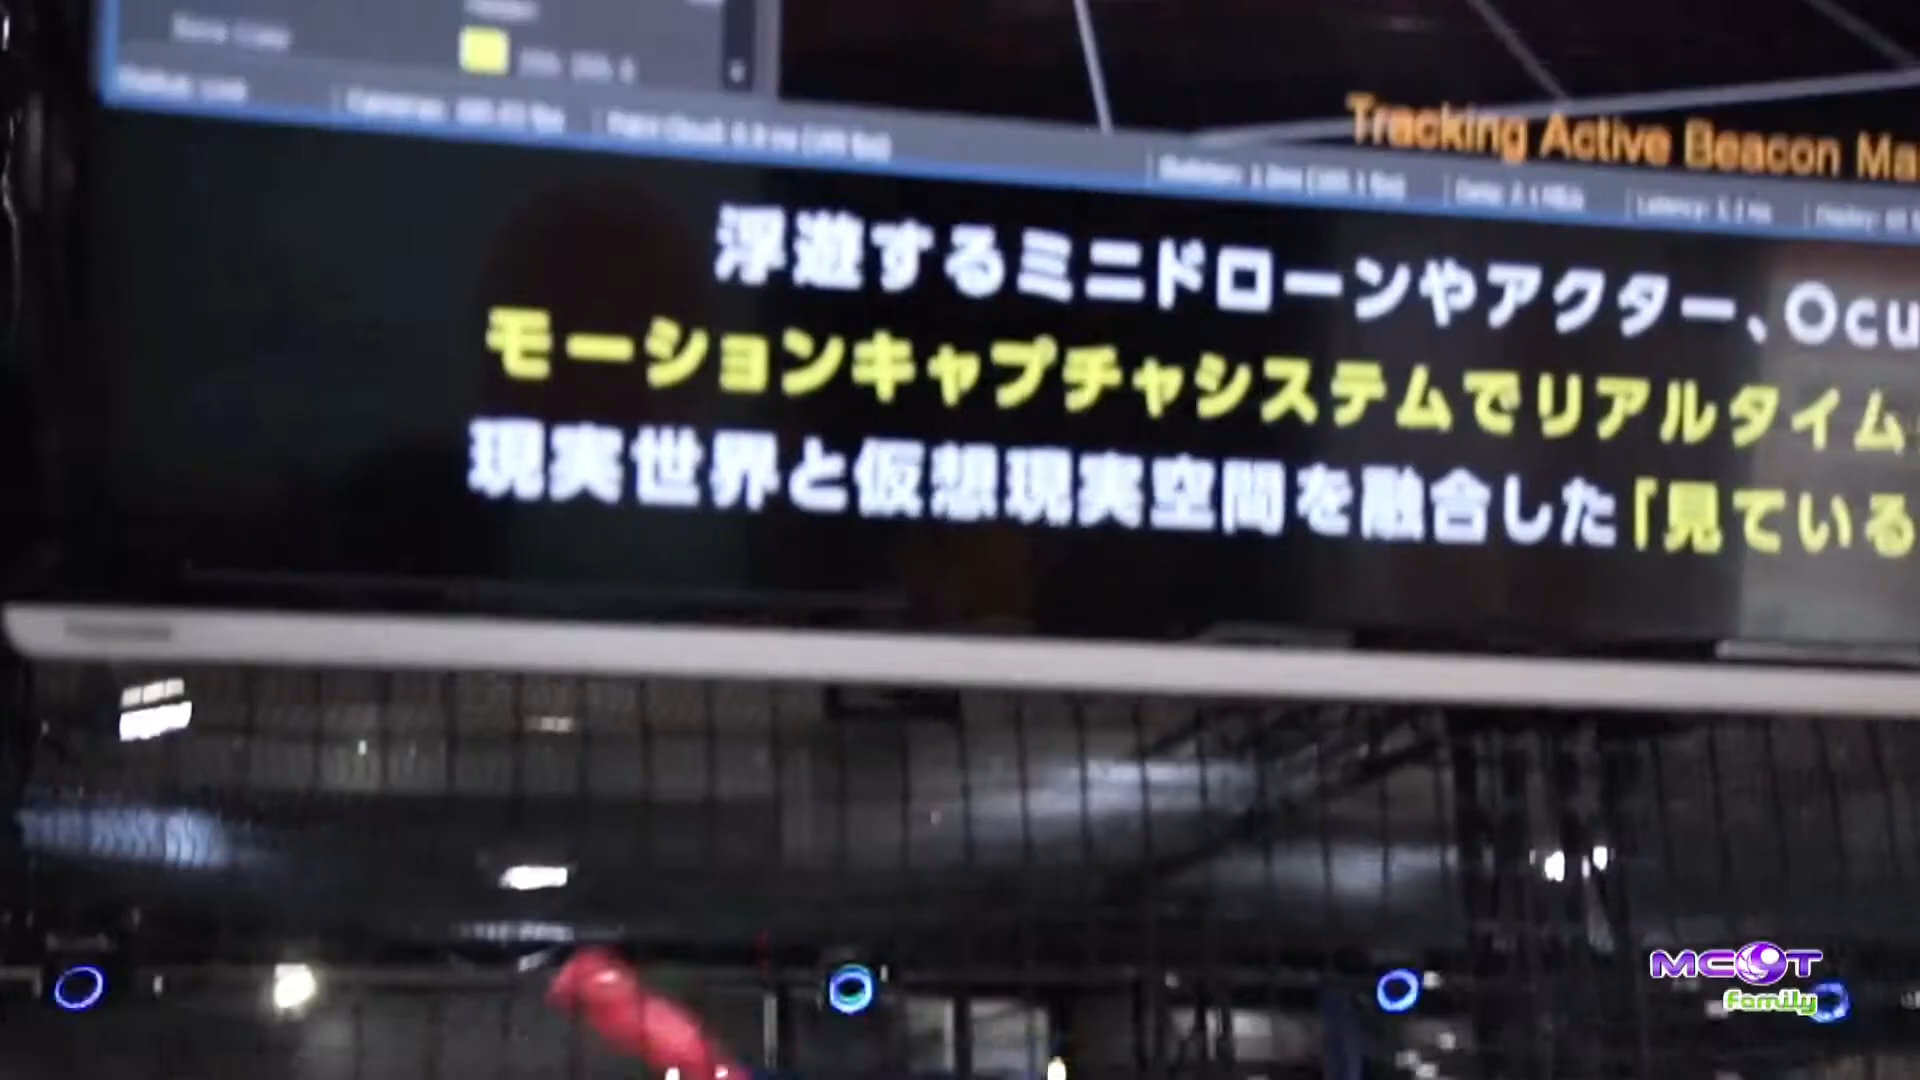 Tracking Active Beacon Ma
浮遊するミニドローンやアクター、Ocu
モーションキャプチャシステムでリアルタイム
現実世界と仮想現実空間を融合した「見ている
MCOT
family